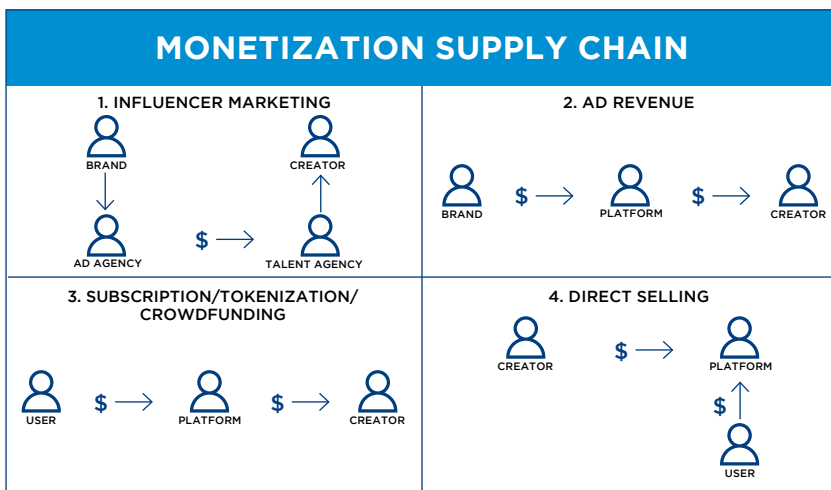 MONETIZATION SUPPLY CHAIN
1. INFLUENCER MARKETING
BRAND
CREATOR
AD AGENCY
$
TALENT AGENCY
2. AD REVENUE
BRAND
$
PLATFORM
$
CREATOR
3. SUBSCRIPTION/TOKENIZATION/
CROWDFUNDING
USER
$
PLATFORM
$
CREATOR
4. DIRECT SELLING
CREATOR
$
PLATFORM
$
USER